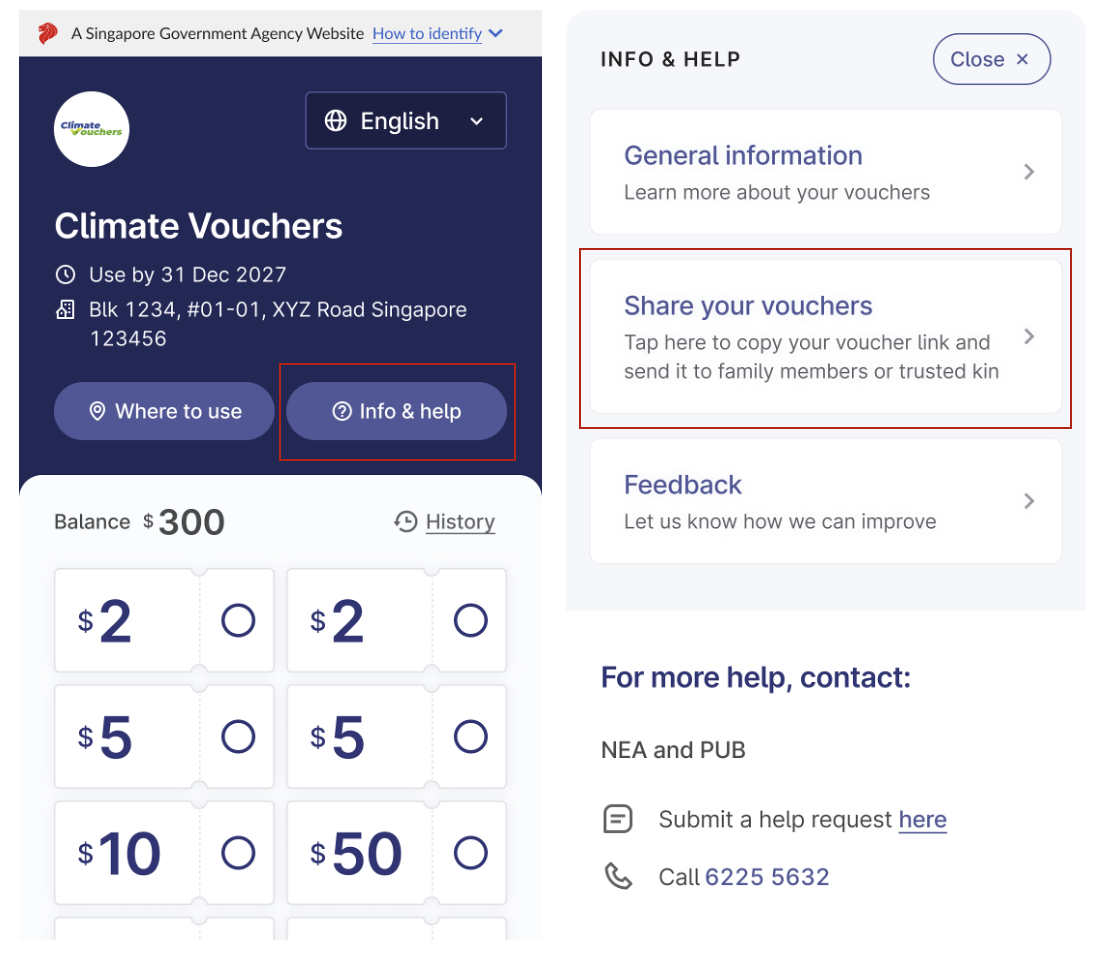 A Singapore Government Agency Website How to identify
Climate
Vouchers
English
Climate Vouchers
Use by 31 Dec 2027
Blk 1234, #01-01, XYZ Road Singapore
123456
Where to use
Info & help
Balance $300
History
$2
$2
$5
$5
$10
$50
INFO & HELP
Close ×
General information
Learn more about your vouchers
Share your vouchers
Tap here to copy your voucher link and
send it to family members or trusted kin
Feedback
Let us know how we can improve
For more help, contact:
NEA and PUB
Submit a help request here
Call 6225 5632